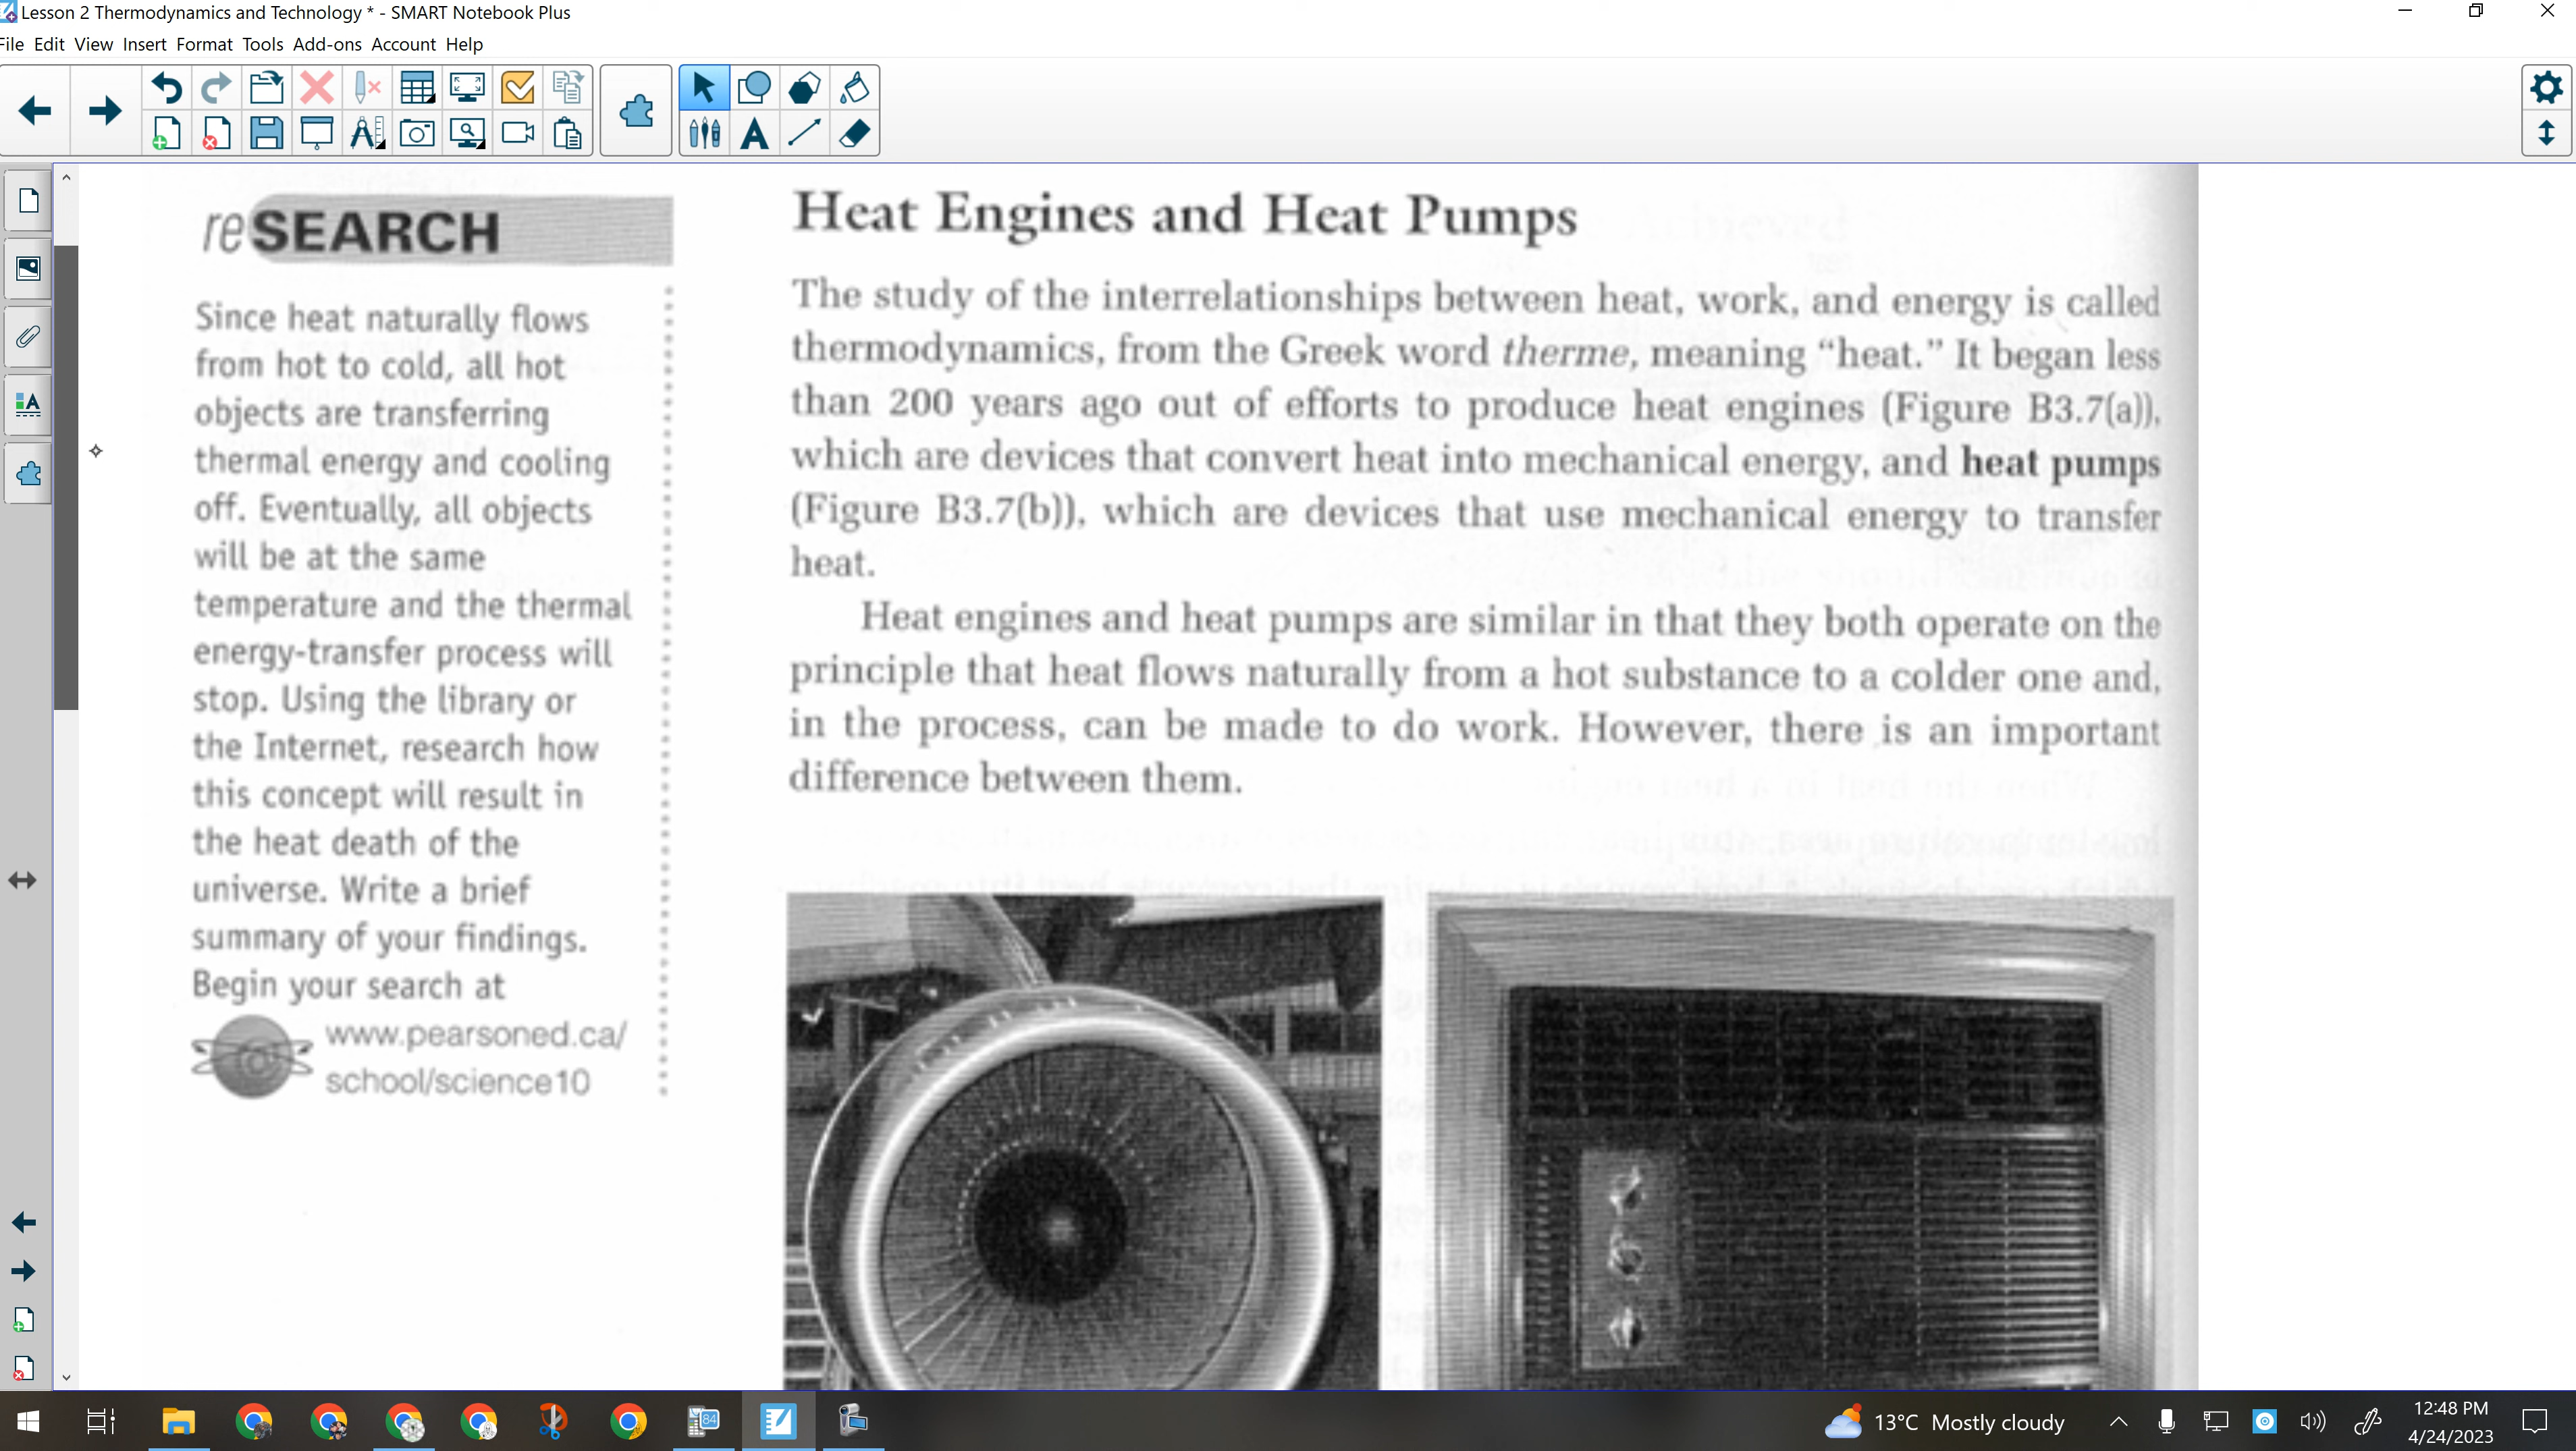 Lesson 2 Thermodynamics and Technology * - SMART Notebook Plus
File Edit View Insert Format Tools Add-ons Account Help
reSEARCH
Since heat naturally flows
from hot to cold, all hot
objects are transferring
thermal energy and cooling
off. Eventually, all objects
will be at the same
temperature and the thermal
energy-transfer process will
stop. Using the library or
the Internet, research how
this concept will result in
the heat death of the
universe. Write a brief
summary of your findings.
Begin your search at
www.pearsoned.ca/
school/science10
Heat Engines and Heat Pumps
The study of the interrelationships between heat, work, and energy is called
thermodynamics, from the Greek word therme, meaning “heat.” It began less
than 200 years ago out of efforts to produce heat engines (Figure B3.7(a)),
which are devices that convert heat into mechanical energy, and heat pumps
(Figure B3.7(b)), which are devices that use mechanical energy to transfer
heat.
Heat engines and heat pumps are similar in that they both operate on the
principle that heat flows naturally from a hot substance to a colder one and,
in the process, can be made to do work. However, there is an important
difference between them.
84
13°C Mostly cloudy
12:48 PM
4/24/2023